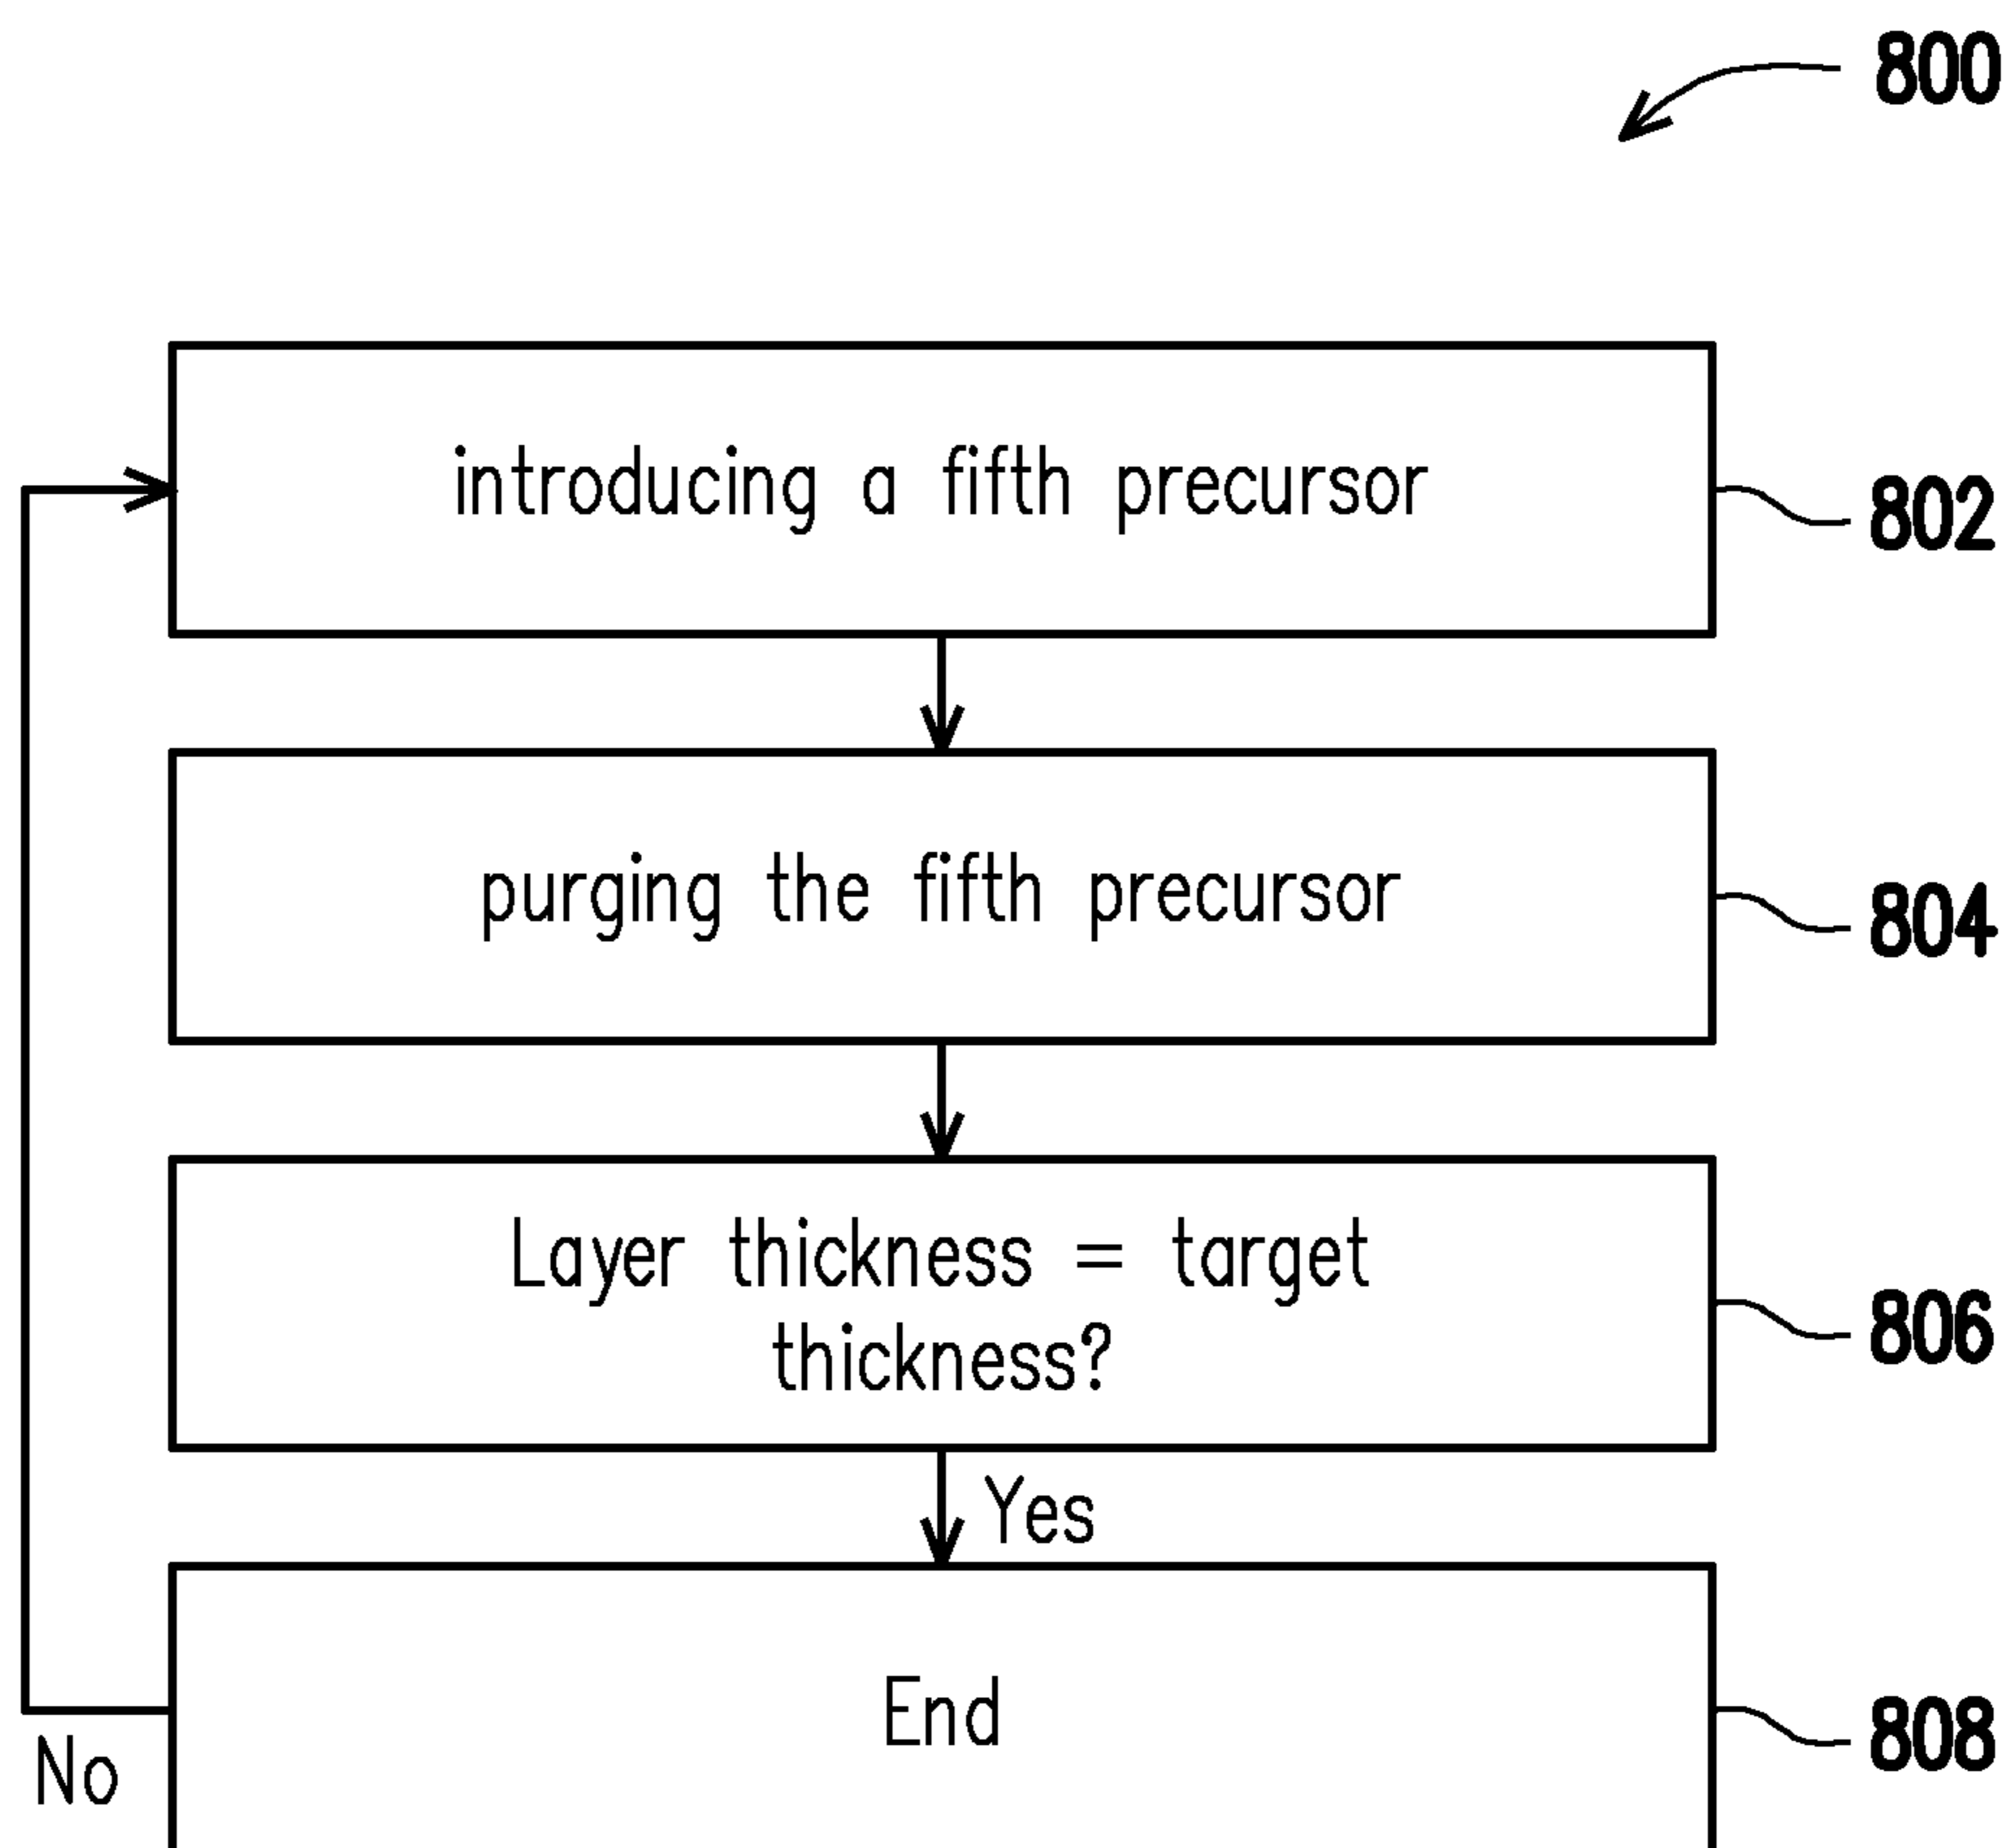 800
introducing a fifth precursor
802
purging the fifth precursor
804
Layer thickness = target
thickness?
806
Yes
End
808
No